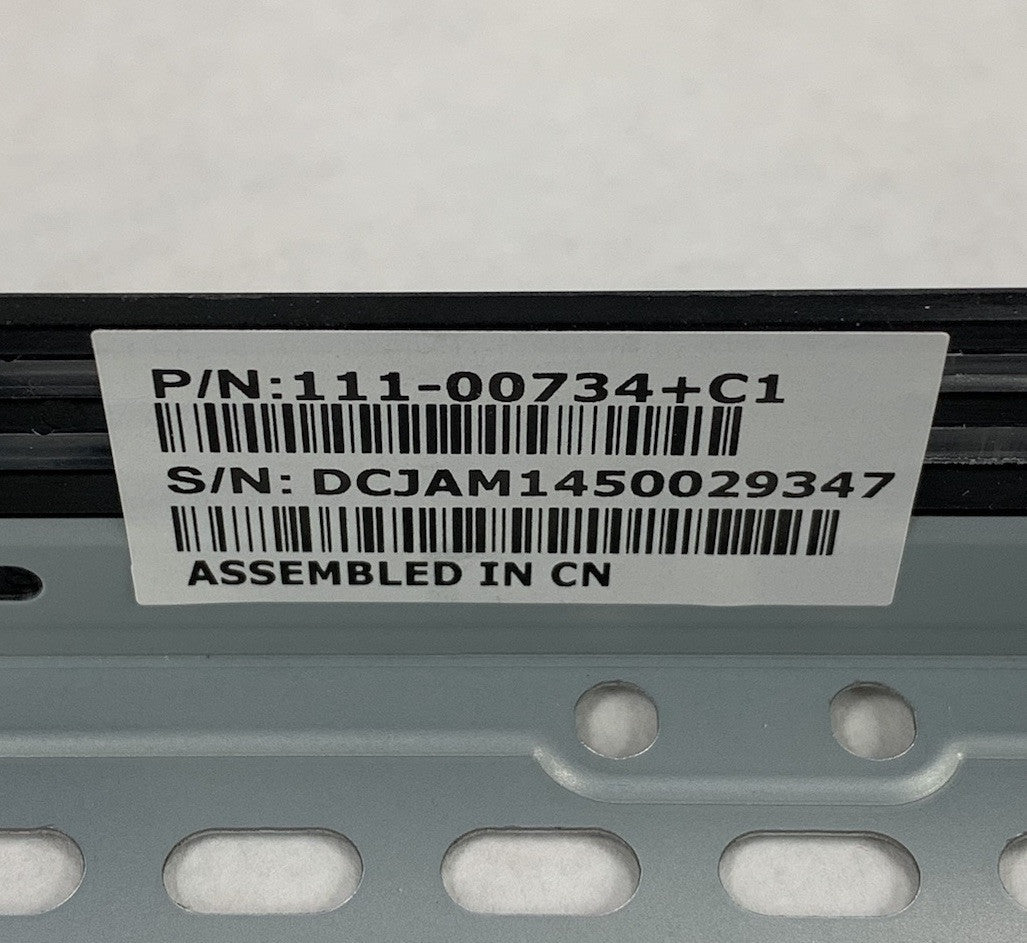 P/N:111-00734+C1
S/N: DCJAM1450029347
ASSEMBLED IN CN